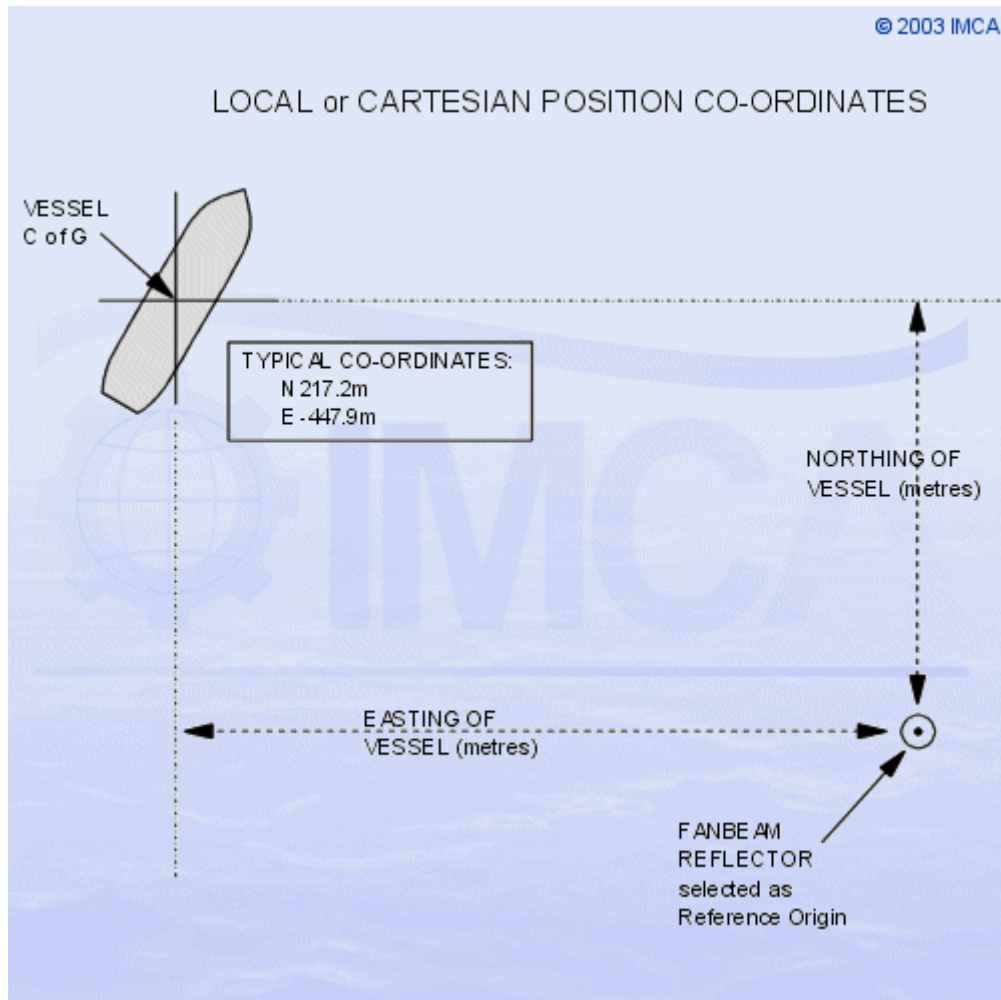 © 2003 IMCA
LOCAL or CARTESIAN POSITION CO-ORDINATES
VESSEL
C of G
TYPICAL CO-ORDINATES:
N 217.2m
E -447.9m
IMCA
NORTHING OF
VESSEL (metres)
EASTING OF
VESSEL (metres)
FANBEAM
REFLECTOR
selected as
Reference Origin